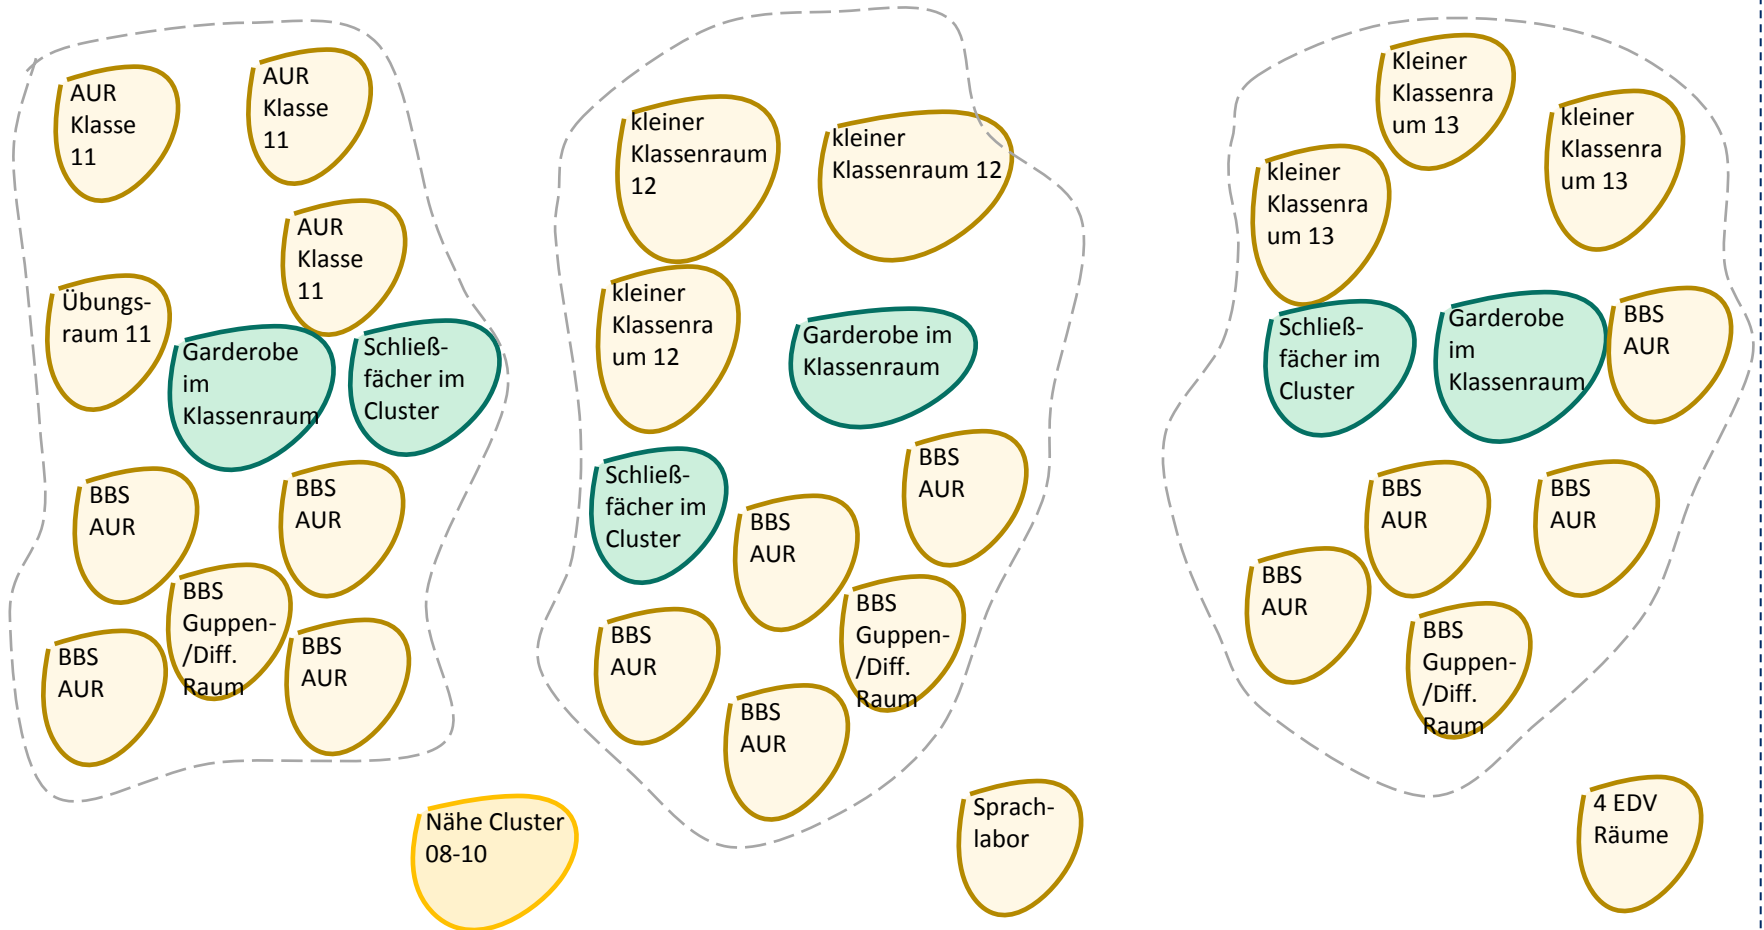 AUR
Klasse
11
AUR
Klasse
11
AUR
Klasse
11
Übungs-
raum 11
Garderobe
im
Klassenraum
Schließ-
fächer im
Cluster
BBS
AUR
BBS
AUR
BBS
Guppen-
/Diff.
Raum
BBS
AUR
BBS
AUR
kleiner
Klassenraum
12
kleiner
Klassenraum 12
kleiner
Klassenra
um 12
Garderobe im
Klassenraum
Schließ-
fächer im
Cluster
BBS
AUR
BBS
AUR
BBS
Guppen-
/Diff.
Raum
BBS
AUR
BBS
AUR
Kleiner
Klassenra
um 13
kleiner
Klassenra
um 13
kleiner
Klassenra
um 13
Schließ-
fächer im
Cluster
Garderobe
im
Klassenraum
BBS
AUR
BBS
AUR
BBS
AUR
BBS
AUR
BBS
Guppen-
/Diff.
Raum
Nähe Cluster
08-10
Sprach-
labor
4 EDV
Räume